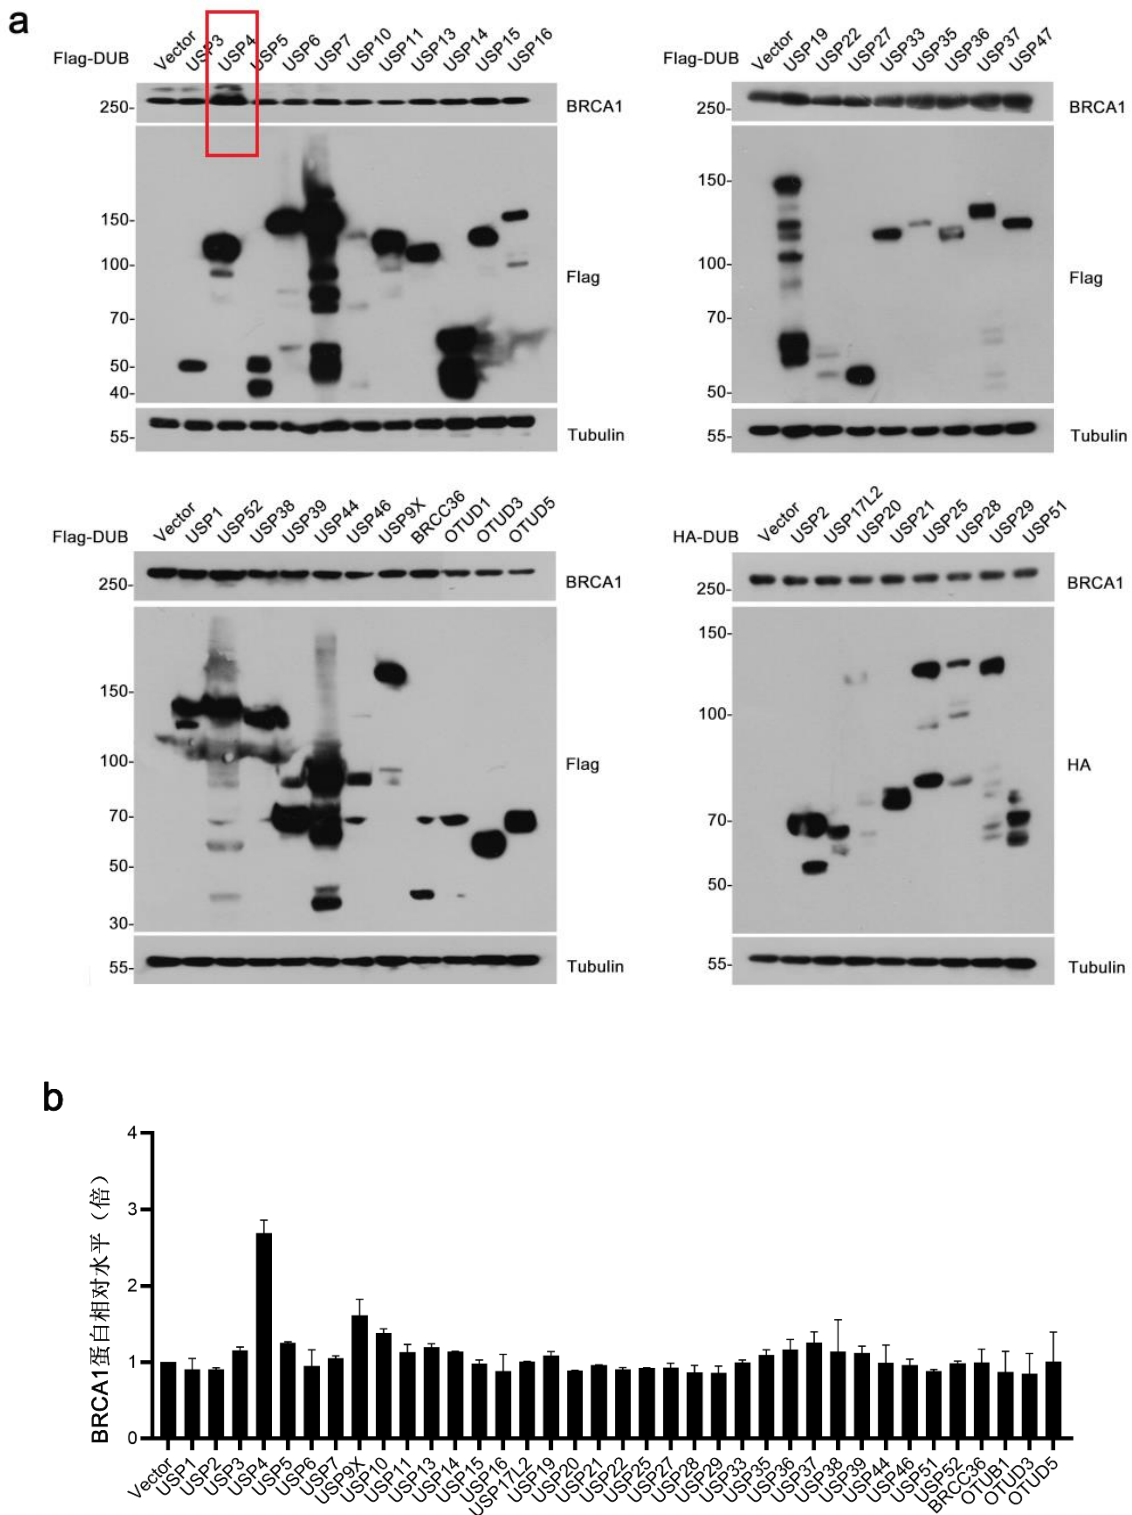 a
Flag-DUB Vector USP3 USP4 USP5 USP6 USP7 USP10 USP11 USP13 USP14 USP15 USP16
250- BRCA1
150-
100-
Flag
70-
50-
40-
55- Tubulin
Flag-DUB Vector USP19 USP22 USP27 USP33 USP35 USP36 USP37 USP47
250- BRCA1
150-
100-
Flag
70-
50-
55- Tubulin
Flag-DUB Vector USP1 USP52 USP38 USP39 USP44 USP46 USP9X BRCC36 OTUD1 OTUD3 OTUD5
250- BRCA1
150-
100-
Flag
70-
50-
30-
55- Tubulin
HA-DUB Vector USP2 USP17L2 USP20 USP21 USP25 USP28 USP29 USP51
250- BRCA1
150-
100-
HA
70-
50-
55- Tubulin
b
BRCA1蛋白相对水平（倍）
4
3
2
1
0
Vector USP1 USP2 USP3 USP4 USP5 USP6 USP7 USP9X USP10 USP11 USP13 USP14 USP15 USP16 USP17L2 USP19 USP20 USP21 USP22 USP25 USP27 USP28 USP29 USP33 USP35 USP36 USP37 USP38 USP39 USP44 USP46 USP51 USP52 BRCC36 OTUB1 OTUD3 OTUD5